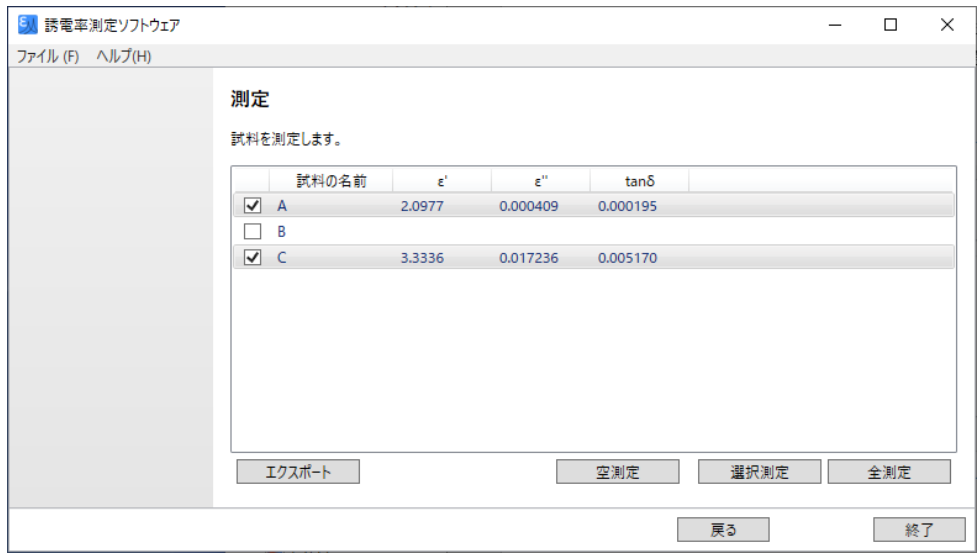 誘電率測定ソフトウェア
ファイル (F) ヘルプ(H)
測定
試料を測定します。
試料の名前 ε' ε'' tanδ
A 2.0977 0.000409 0.000195
B
C 3.3336 0.017236 0.005170
エクスポート 空測定 選択測定 全測定
戻る 終了